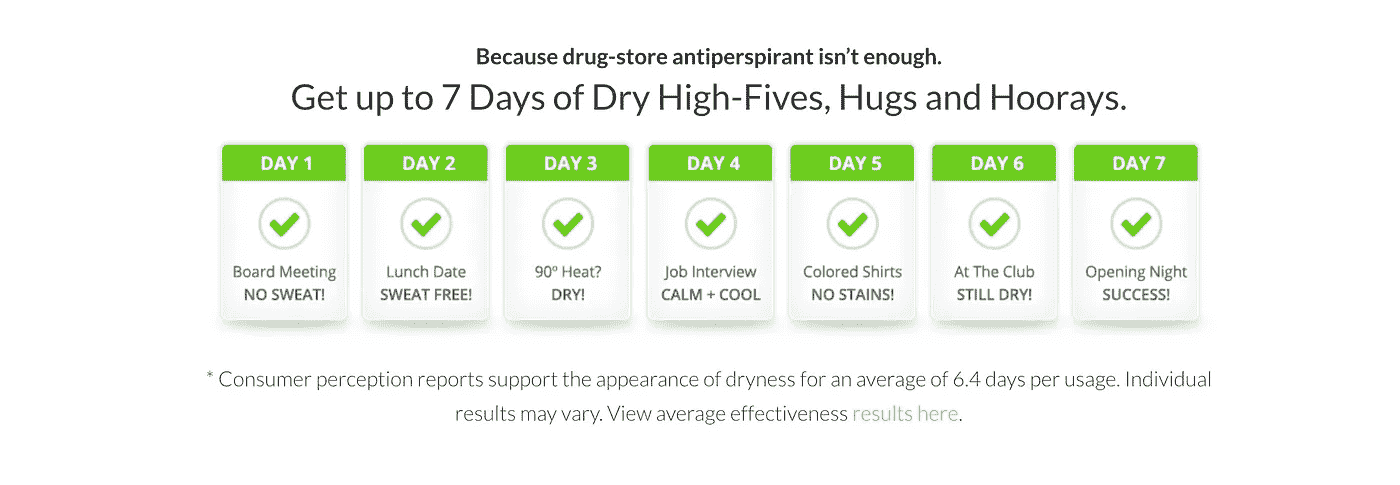 Because drug-store antiperspirant isn’t enough.
Get up to 7 Days of Dry High-Fives, Hugs and Hoorays.
DAY 1
Board Meeting
NO SWEAT!
DAY 2
Lunch Date
SWEAT FREE!
DAY 3
90º Heat?
DRY!
DAY 4
Job Interview
CALM + COOL
DAY 5
Colored Shirts
NO STAINS!
DAY 6
At The Club
STILL DRY!
DAY 7
Opening Night
SUCCESS!
* Consumer perception reports support the appearance of dryness for an average of 6.4 days per usage. Individual
results may vary. View average effectiveness results here.